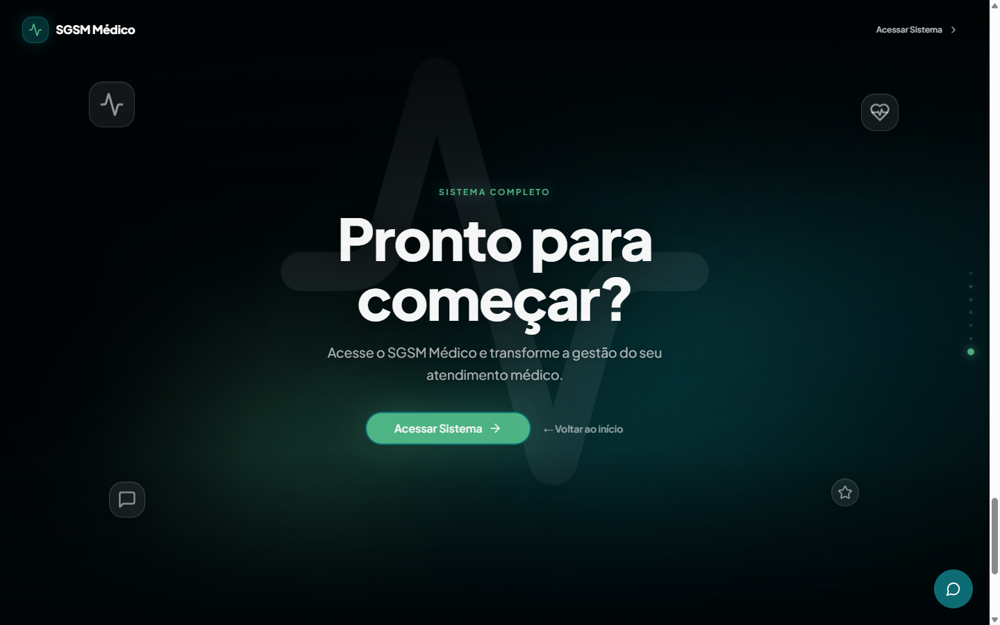 SGSM Médico
Acessar Sistema
SISTEMA COMPLETO
Pronto para
começar?
Acesse o SGSM Médico e transforme a gestão do seu
atendimento médico.
Acessar Sistema →
←Voltar ao início